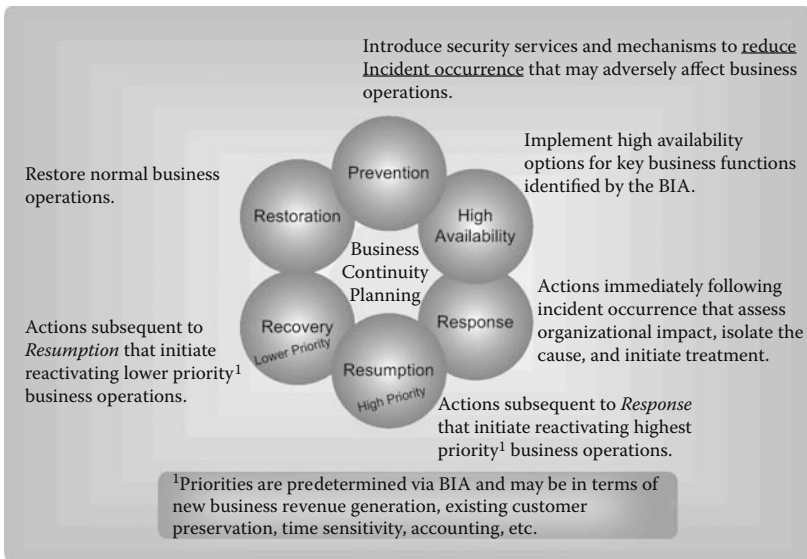 Introduce security services and mechanisms to reduce
Incident occurrence that may adversely affect business
operations.
Prevention
Implement high availability
options for key business functions
identified by the BIA.
High
Availability
Restore normal business
operations.
Restoration
Business
Continuity
Planning
Actions immediately following
incident occurrence that assess
organizational impact, isolate the
cause, and initiate treatment.
Response
Actions subsequent to
Resumption that initiate
reactivating lower priority¹
business operations.
Recovery
Lower Priority
Resumption
High Priority
Actions subsequent to Response
that initiate reactivating highest
priority¹ business operations.
¹Priorities are predetermined via BIA and may be in terms of
new business revenue generation, existing customer
preservation, time sensitivity, accounting, etc.